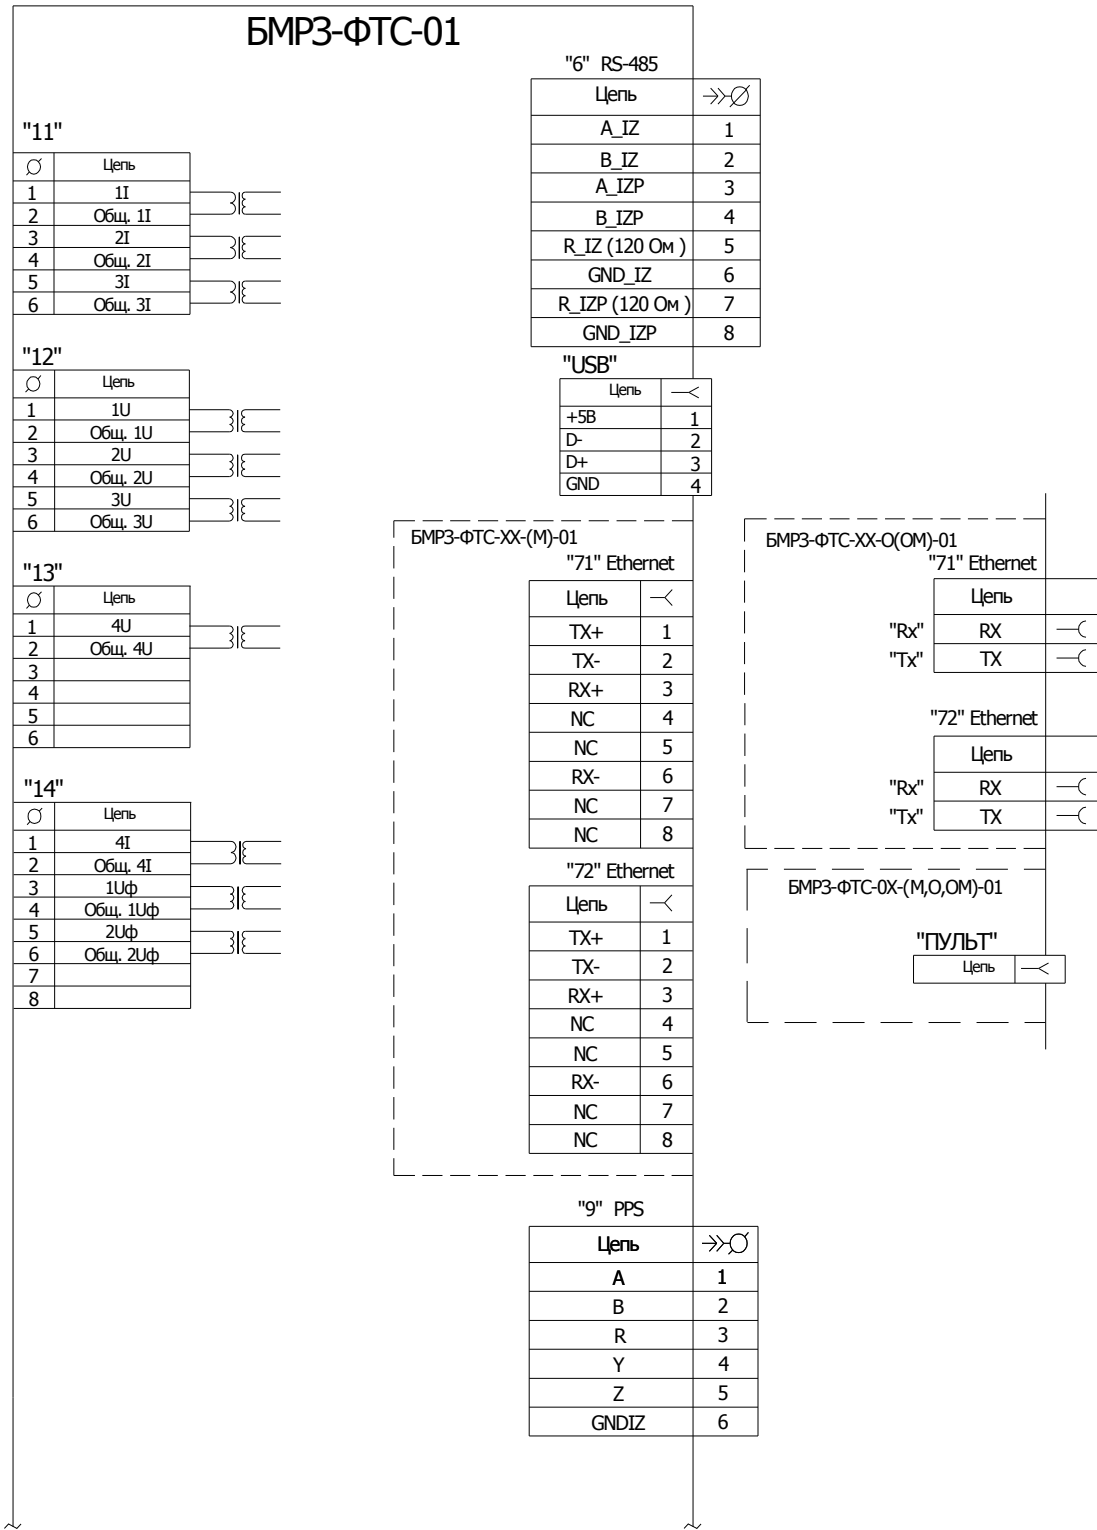 БМРЗ-ФТС-01
"11"
Цепь
1 1I
2 Общ. 1I
3 2I
4 Общ. 2I
5 3I
6 Общ. 3I
"12"
Цепь
1 1U
2 Общ. 1U
3 2U
4 Общ. 2U
5 3U
6 Общ. 3U
"13"
Цепь
1 4U
2 Общ. 4U
3
4
5
6
"14"
Цепь
1 4I
2 Общ. 4I
3 1Uф
4 Общ. 1Uф
5 2Uф
6 Общ. 2Uф
7
8
"6" RS-485
Цепь
A_IZ 1
B_IZ 2
A_IZP 3
B_IZP 4
R_IZ (120 Ом ) 5
GND_IZ 6
R_IZP (120 Ом ) 7
GND_IZP 8
"USB"
Цепь
+5В 1
D- 2
D+ 3
GND 4
БМРЗ-ФТС-ХХ-(М)-01
"71" Ethernet
Цепь
TX+ 1
TX- 2
RX+ 3
NC 4
NC 5
RX- 6
NC 7
NC 8
"72" Ethernet
Цепь
TX+ 1
TX- 2
RX+ 3
NC 4
NC 5
RX- 6
NC 7
NC 8
"9" PPS
Цепь
A 1
B 2
R 3
Y 4
Z 5
GNDIZ 6
БМРЗ-ФТС-ХХ-О(ОМ)-01
"71" Ethernet
Цепь
"Rx" RX
"Tx" TX
"72" Ethernet
Цепь
"Rx" RX
"Tx" TX
БМРЗ-ФТС-0Х-(М,О,ОМ)-01
"ПУЛЬТ"
Цепь